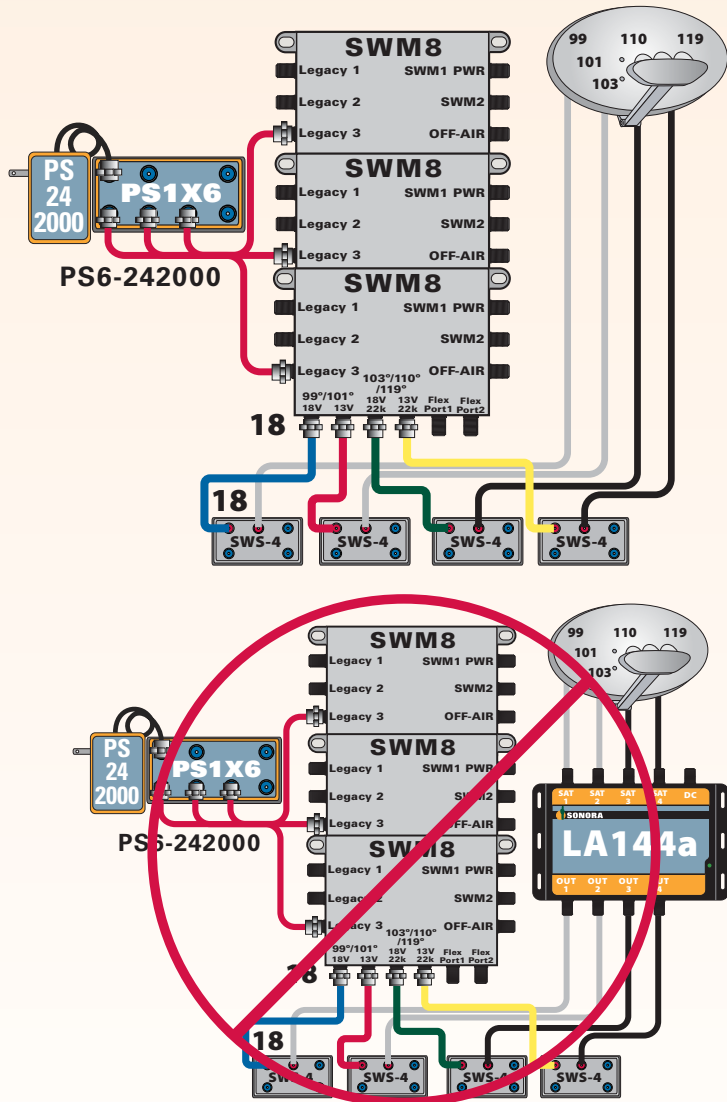 99 110 119
101
103
SWM8
Legacy 1 SWM1 PWR
Legacy 2 SWM2
Legacy 3 OFF-AIR
PS
24
2000
PS1X6
PS6-242000
SWM8
Legacy 1 SWM1 PWR
Legacy 2 SWM2
Legacy 3 OFF-AIR
SWM8
Legacy 1 SWM1 PWR
Legacy 2 SWM2
Legacy 3 OFF-AIR
99°/101° 103°/110°/119°
18V 13V 18V 22k 13V 22k Flex Port1 Flex Port2
18
18
SWS-4 SWS-4 SWS-4 SWS-4
99 110 119
101
103
SWM8
Legacy 1 SWM1 PWR
Legacy 2 SWM2
Legacy 3 OFF-AIR
PS
24
2000
PS1X6
PS6-242000
SWM8
Legacy 1 SWM1 PWR
Legacy 2 SWM2
Legacy 3 OFF-AIR
SAT 1 SAT 2 SAT 3 SAT 4 DC
SONORA
LA144a
OUT 1 OUT 2 OUT 3 OUT 4
SWM8
Legacy 1 SWM1 PWR
Legacy 2 SWM2
Legacy 3 OFF-AIR
99°/101° 103°/110°/119°
18V 13V 18V 22k 13V 22k Flex Port1 Flex Port2
18
18
SWS-4 SWS-4 SWS-4 SWS-4